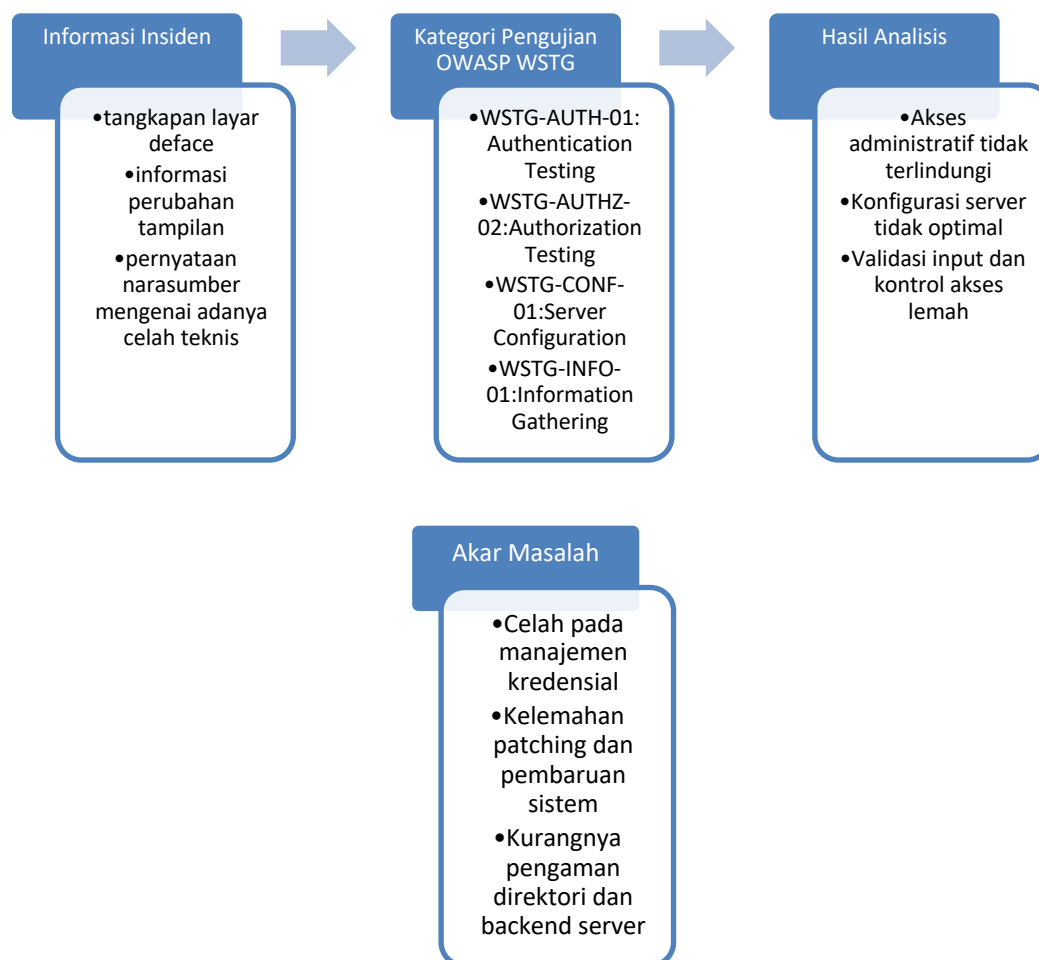 Informasi Insiden
•tangkapan layar
deface
•informasi
perubahan
tampilan
•pernyataan
narasumber
mengenai adanya
celah teknis
Kategori Pengujian
OWASP WSTG
•WSTG-AUTH-01:
Authentication
Testing
•WSTG-AUTHZ-
02:Authorization
Testing
•WSTG-CONF-
01:Server
Configuration
•WSTG-INFO-
01:Information
Gathering
Hasil Analisis
•Akses
administratif tidak
terlindungi
•Konfigurasi server
tidak optimal
•Validasi input dan
kontrol akses
lemah
Akar Masalah
•Celah pada
manajemen
kredensial
•Kelemahan
patching dan
pembaruan
sistem
•Kurangnya
pengaman
direktori dan
backend server